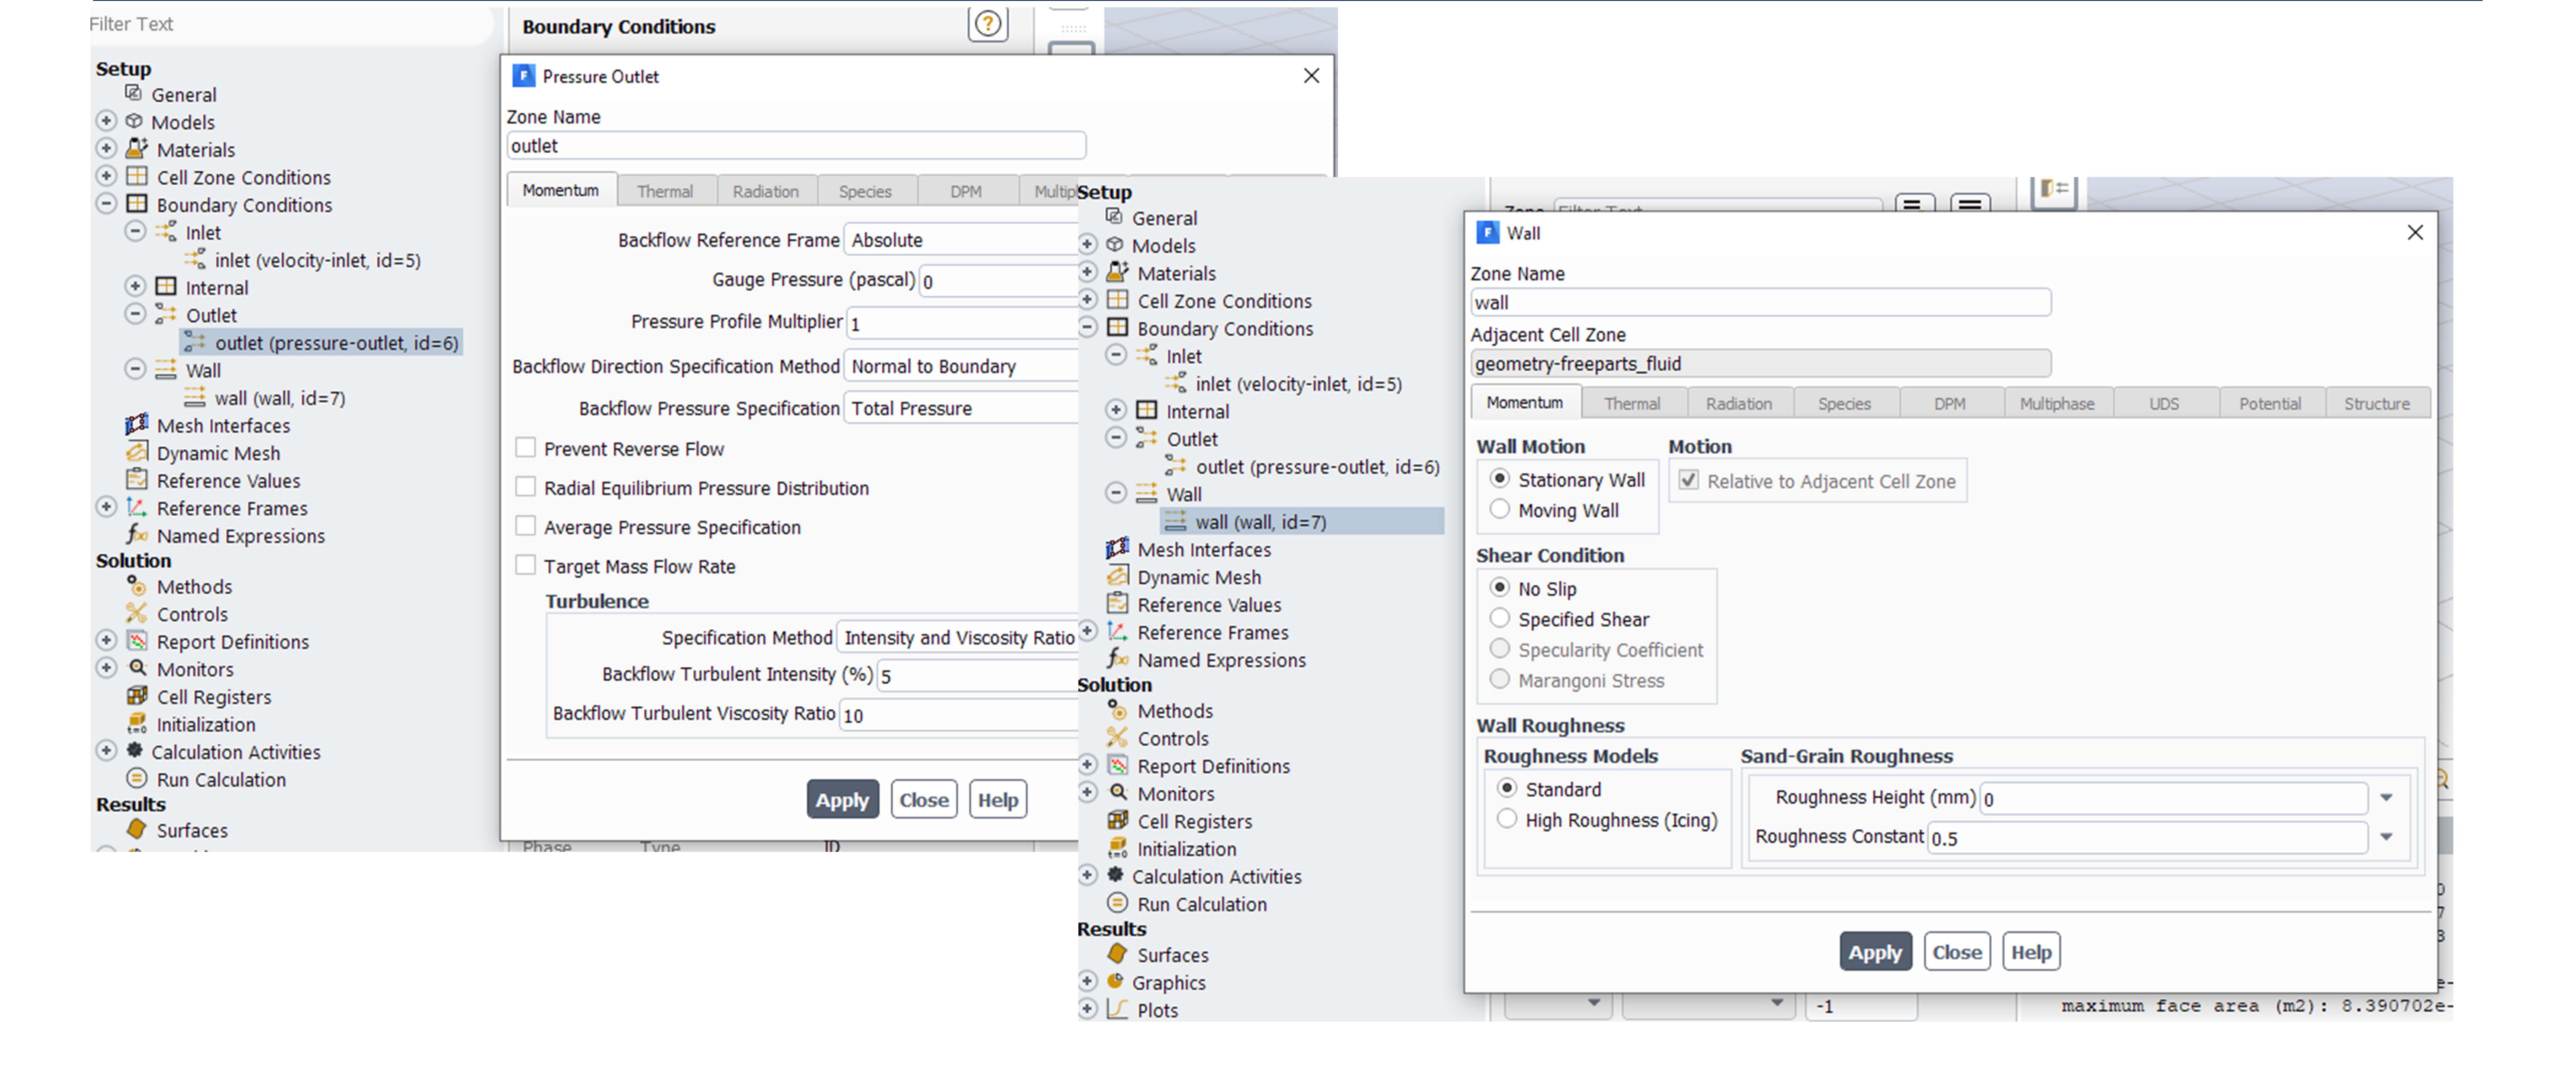 Filter Text
Setup
General
Models
Materials
Cell Zone Conditions
Boundary Conditions
Inlet
inlet (velocity-inlet, id=5)
Internal
Outlet
outlet (pressure-outlet, id=6)
Wall
wall (wall, id=7)
Mesh Interfaces
Dynamic Mesh
Reference Values
Reference Frames
Named Expressions
Solution
Methods
Controls
Report Definitions
Monitors
Cell Registers
Initialization
Calculation Activities
Run Calculation
Results
Surfaces
Boundary Conditions
Pressure Outlet
Zone Name
outlet
Momentum Thermal Radiation Species DPM Multip
Backflow Reference Frame Absolute
Gauge Pressure (pascal) 0
Pressure Profile Multiplier 1
Backflow Direction Specification Method Normal to Boundary
Backflow Pressure Specification Total Pressure
Prevent Reverse Flow
Radial Equilibrium Pressure Distribution
Average Pressure Specification
Target Mass Flow Rate
Turbulence
Specification Method Intensity and Viscosity Ratio
Backflow Turbulent Intensity (%) 5
Backflow Turbulent Viscosity Ratio 10
Apply Close Help
Phase Type ID
Setup
General
Models
Materials
Cell Zone Conditions
Boundary Conditions
Inlet
inlet (velocity-inlet, id=5)
Internal
Outlet
outlet (pressure-outlet, id=6)
Wall
wall (wall, id=7)
Mesh Interfaces
Dynamic Mesh
Reference Values
Reference Frames
Named Expressions
Solution
Methods
Controls
Report Definitions
Monitors
Cell Registers
Initialization
Calculation Activities
Run Calculation
Results
Surfaces
Graphics
Plots
Zone Filter Text
Wall
Zone Name
wall
Adjacent Cell Zone
geometry-freeparts_fluid
Momentum Thermal Radiation Species DPM Multiphase UDS Potential Structure
Wall Motion Motion
Stationary Wall Relative to Adjacent Cell Zone
Moving Wall
Shear Condition
No Slip
Specified Shear
Specularity Coefficient
Marangoni Stress
Wall Roughness
Roughness Models Sand-Grain Roughness
Standard Roughness Height (mm) 0
High Roughness (Icing) Roughness Constant 0.5
Apply Close Help
-1
maximum face area (m2): 8.390702e-